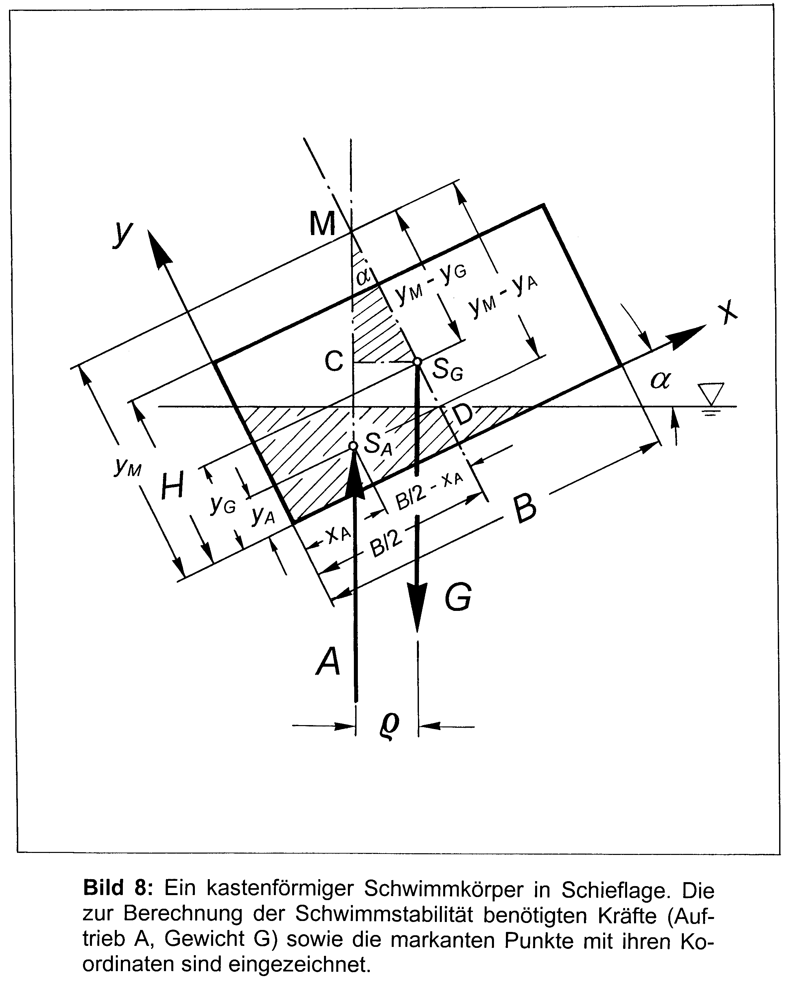 y
M
α
yM - yG
yM - yA
x
C
SG
α
D
SA
yM
H
yG
yA
B/2 - xA
B
xA
B/2
G
A
ϱ
Bild 8: Ein kastenförmiger Schwimmkörper in Schieflage. Die
zur Berechnung der Schwimmstabilität benötigten Kräfte (Auf-
trieb A, Gewicht G) sowie die markanten Punkte mit ihren Ko-
ordinaten sind eingezeichnet.